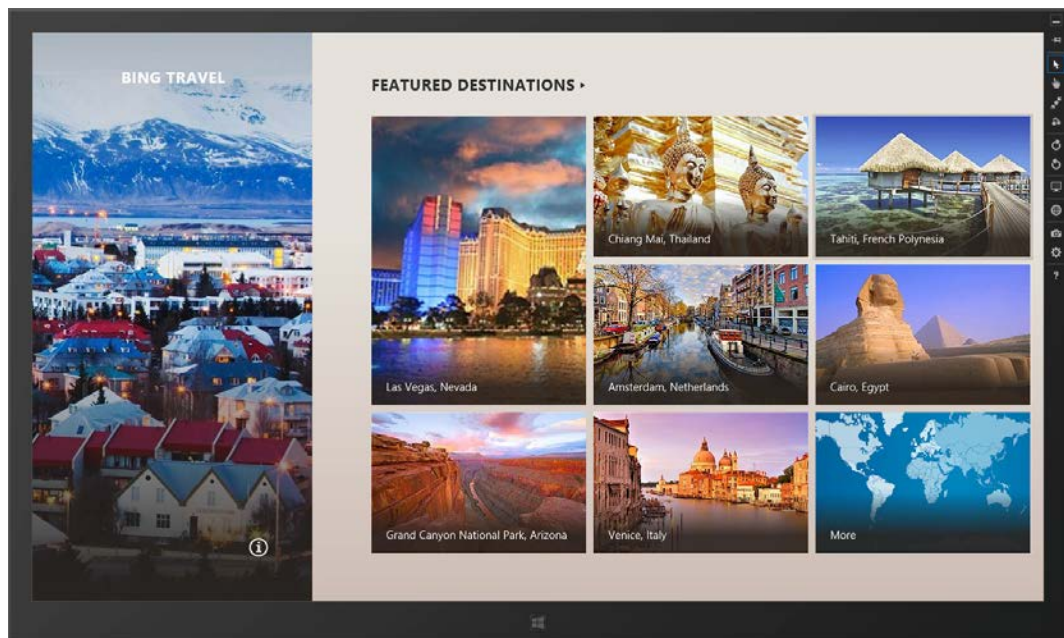 BING TRAVEL
FEATURED DESTINATIONS
Las Vegas, Nevada
Chiang Mai, Thailand
Tahiti, French Polynesia
Amsterdam, Netherlands
Cairo, Egypt
Grand Canyon National Park, Arizona
Venice, Italy
More
?